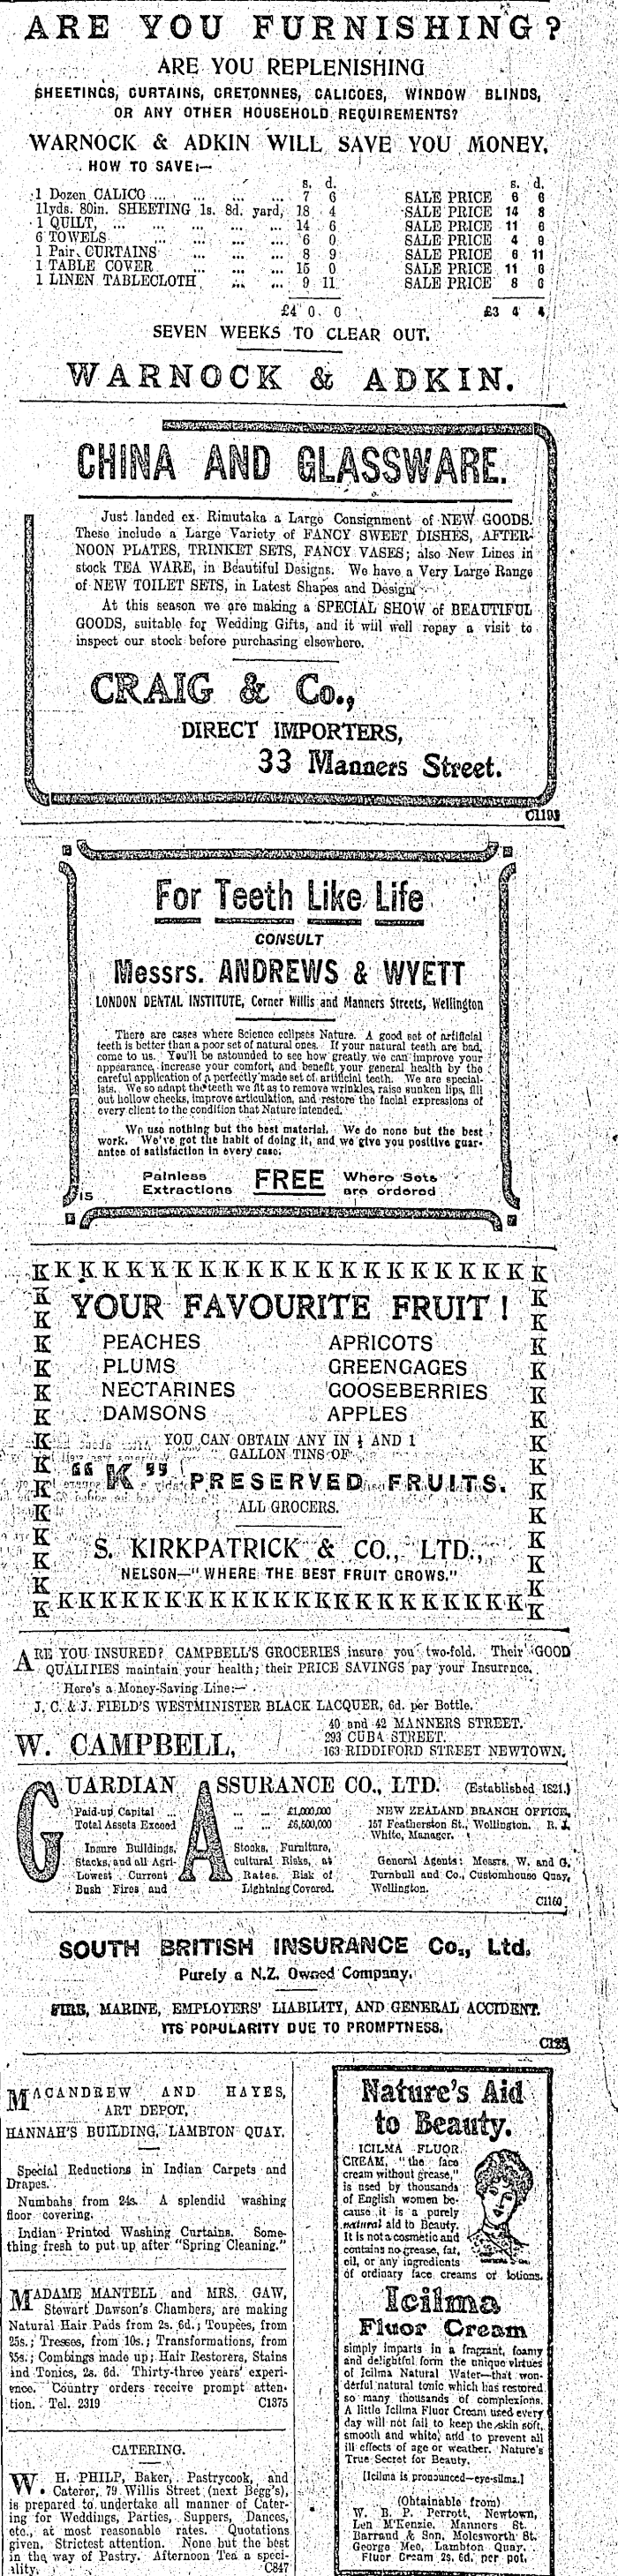 ARE YOU FURNISHING?
ARE YOU REPLENISHING
SHEETINGS, CURTAINS, CRETONNES, CALICOES, WINDOW BLINDS,
OR ANY OTHER HOUSEHOLD REQUIREMENTS?
WARNOCK & ADKIN WILL SAVE YOU MONEY.
HOW TO SAVE:—
s. d. s. d.
1 Dozen CALICO ... ... ... ... 7 6 SALE PRICE 6 6
11yds. 80in. SHEETING 1s. 8d. yard, 18 4 SALE PRICE 14 8
1 QUILT, ... ... ... ... ... 14 6 SALE PRICE 11 6
6 TOWELS ... ... ... ... 6 0 SALE PRICE 4 9
1 Pair CURTAINS ... ... ... 8 9 SALE PRICE 6 11
1 TABLE COVER ... ... ... 15 0 SALE PRICE 11 6
1 LINEN TABLECLOTH ... ... 9 11 SALE PRICE 8 6
£4 0 0 £3 4 4
SEVEN WEEKS TO CLEAR OUT.
WARNOCK & ADKIN.
CHINA AND GLASSWARE.
Just landed ex Rimutaka a Large Consignment of NEW GOODS.
These include a Large Variety of FANCY SWEET DISHES, AFTER-
NOON PLATES, TRINKET SETS, FANCY VASES; also New Lines in
stock TEA WARE, in Beautiful Designs. We have a Very Large Range
of NEW TOILET SETS, in Latest Shapes and Design
At this season we are making a SPECIAL SHOW of BEAUTIFUL
GOODS, suitable for Wedding Gifts, and it will well repay a visit to
inspect our stock before purchasing elsewhere.
CRAIG & Co.,
DIRECT IMPORTERS,
33 Manners Street.
C1193
For Teeth Like Life
CONSULT
Messrs. ANDREWS & WYETT
LONDON DENTAL INSTITUTE, Corner Willis and Manners Streets, Wellington
There are cases where Science eclipses Nature. A good set of artificial
teeth is better than a poor set of natural ones. If your natural teeth are bad,
come to us. You'll be astounded to see how greatly we can improve your
appearance, increase your comfort, and benefit your general health by the
careful application of a perfectly made set of artificial teeth. We are special-
ists. We so adapt the teeth we fit as to remove wrinkles, raise sunken lips, fill
out hollow cheeks, improve articulation, and restore the facial expressions of
every client to the condition that Nature intended.
We use nothing but the best material. We do none but the best
work. We've got the habit of doing it, and we give you positive guar-
antee of satisfaction in every case.
Painless FREE Where Sets
Extractions are ordered
15
K K K K K K K K K K K K K K K K K K K K K K
YOUR FAVOURITE FRUIT!
PEACHES APRICOTS
PLUMS GREENGAGES
NECTARINES GOOSEBERRIES
DAMSONS APPLES
YOU CAN OBTAIN ANY IN ½ AND 1
GALLON TINS OF
"K" PRESERVED FRUITS.
ALL GROCERS.
S. KIRKPATRICK & CO., LTD.,
NELSON—"WHERE THE BEST FRUIT GROWS."
K K K K K K K K K K K K K K K K K K K K K K
ARE YOU INSURED? CAMPBELL'S GROCERIES insure you two-fold. Their GOOD
QUALITIES maintain your health; their PRICE SAVINGS pay your Insurrnce.
Here's a Money-Saving Line:—
J. C. & J. FIELD'S WESTMINISTER BLACK LACQUER, 6d. per Bottle.
W. CAMPBELL, 40 and 42 MANNERS STREET.
293 CUBA STREET.
163 RIDDIFORD STREET NEWTOWN.
GUARDIAN ASSURANCE CO., LTD. (Established 1821.)
Paid-up Capital ... ... ... £1,000,000
Total Assets Exceed ... ... £6,500,000
Insure Buildings, Stocks, Furniture,
Stacks, and all Agri- cultural Risks, at
Lowest Current Rates. Risk of
Bush Fires and Lightning Covered.
NEW ZEALAND BRANCH OFFICE,
157 Featherston St., Wellington. R. J.
White, Manager.
General Agents: Messrs. W. and G.
Turnbull and Co., Customhouse Quay,
Wellington.
C1160
SOUTH BRITISH INSURANCE Co., Ltd.
Purely a N.Z. Owned Company.
FIRE, MARINE, EMPLOYERS' LIABILITY, AND GENERAL ACCIDENT.
ITS POPULARITY DUE TO PROMPTNESS.
C125
MACANDREW AND HAYES,
ART DEPOT,
HANNAH'S BUILDING, LAMBTON QUAY.
Special Reductions in Indian Carpets and
Drapes.
Numbahs from 24s. A splendid washing
floor covering.
Indian Printed Washing Curtains. Some-
thing fresh to put up after "Spring Cleaning."
MADAME MANTELL and MRS. GAW,
Stewart Dawson's Chambers, are making
Natural Hair Pads from 2s. 6d.; Toupees, from
25s.; Tresses, from 10s.; Transformations, from
35s.; Combings made up; Hair Restorers, Stains
and Tonics, 2s. 6d. Thirty-three years' experi-
ence. Country orders receive prompt atten-
tion. Tel. 2319 C1375
CATERING.
W. H. PHILP, Baker, Pastrycook, and
Caterer, 79 Willis Street (next Begg's),
is prepared to undertake all manner of Cater-
ing for Weddings, Parties, Suppers, Dances,
etc., at most reasonable rates. Quotations
given. Strictest attention. None but the best
in the way of Pastry. Afternoon Tea a speci-
ality. C847
Nature's Aid
to Beauty.
ICILMA FLUOR
CREAM, "the face
cream without grease,"
is used by thousands
of English women be-
cause it is a purely
natural aid to Beauty.
It is not a cosmetic and
contains no grease, fat,
oil, or any ingredients
of ordinary face creams or lotions.
Icilma
Fluor Cream
simply imparts in a fragrant, foamy
and delightful form the unique virtues
of Icilma Natural Water—that won-
derful natural tonic which has restored
so many thousands of complexions.
A little Icilma Fluor Cream used every
day will not fail to keep the skin soft,
smooth and white, and to prevent all
ill effects of age or weather. Nature's
True Secret for Beauty.
[Icilma is pronounced—eye-silma.]
(Obtainable from)
W. B. P. Perrott, Newtown,
Len M'Kenzie, Manners St.
Barraud & Son, Molesworth St.
George Mee, Lambton Quay.
Fluor Cream 2s. 6d. per pot.